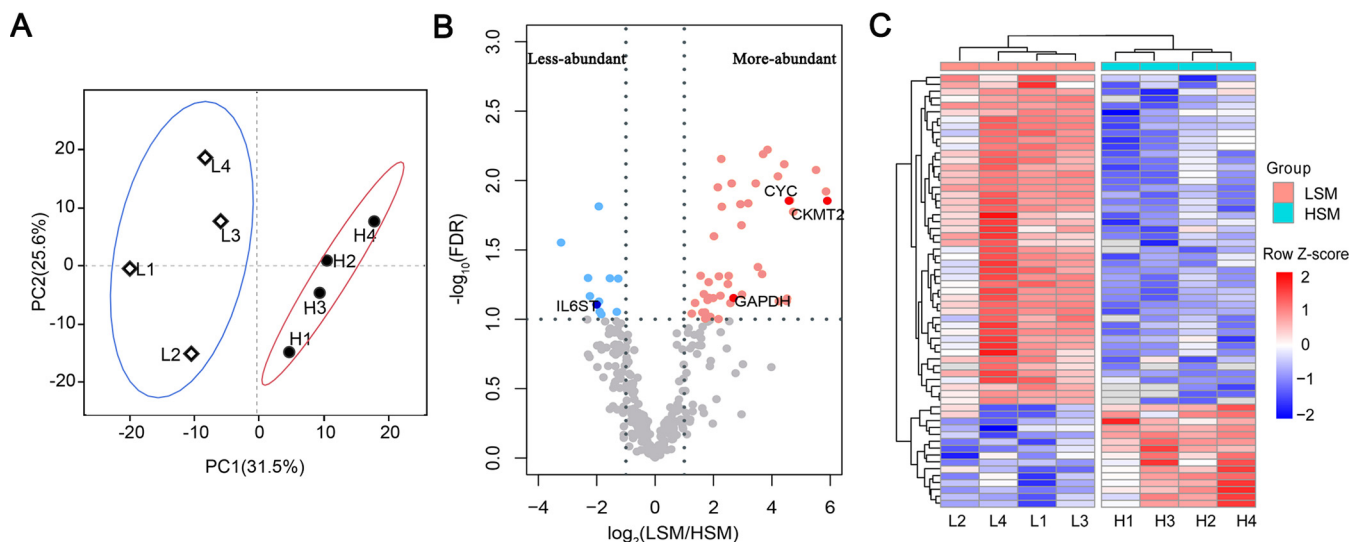 A
PC2(25.6%)
20
10
0
-10
-20
L4
L3
L1
L2
H4
H2
H3
H1
-20
-10
0
10
20
PC1(31.5%)
B
-log10(FDR)
3.0
2.5
2.0
1.5
1.0
0.5
0.0
Less-abundant
More-abundant
CYC
CKMT2
GAPDH
IL6ST
−4
−2
0
2
4
6
log2(LSM/HSM)
C
L2
L4
L1
L3
H1
H3
H2
H4
Group
LSM
HSM
Row Z-score
2
1
0
−1
−2